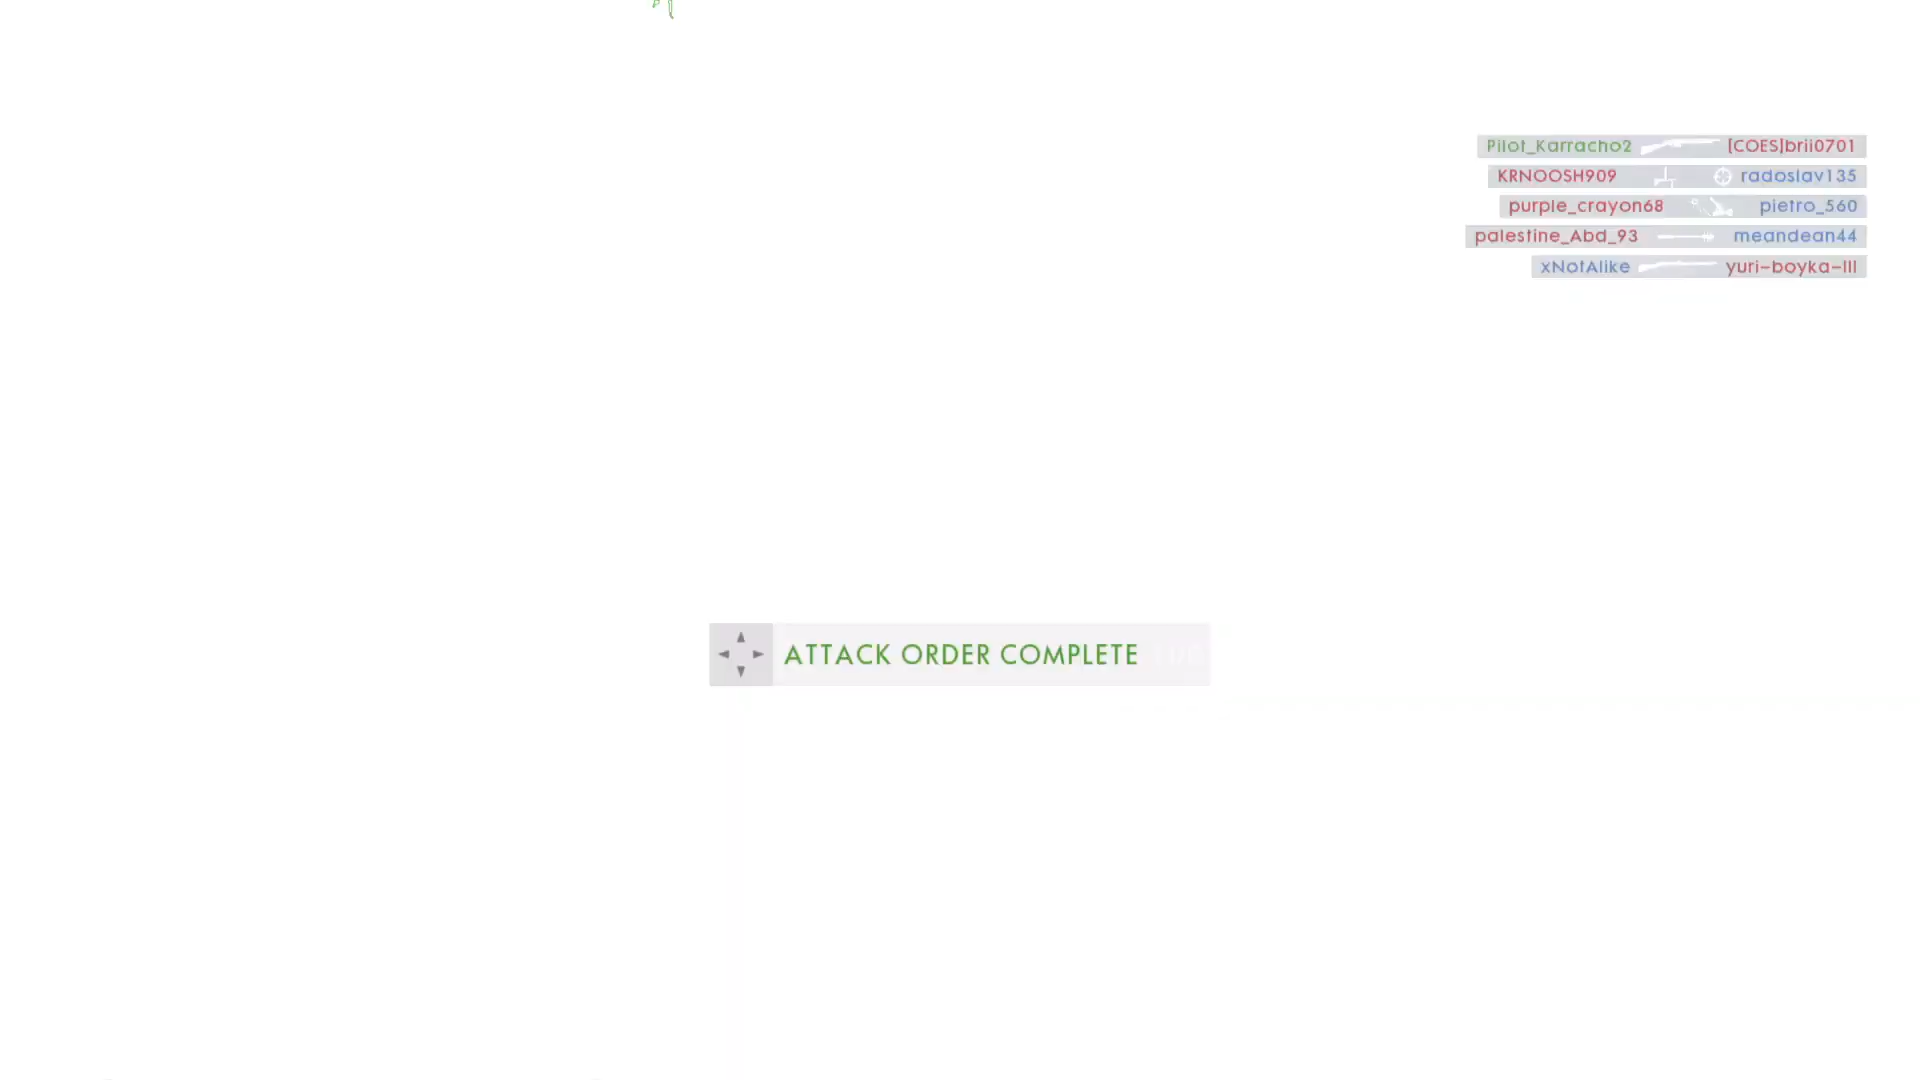 Pilot_Karracho2 [COES]brii0701
KRNOOSH909 radoslav135
purple_crayon68 pietro_560
palestine_Abd_93 meandean44
xNotAlike yuri-boyka-III
ATTACK ORDER COMPLETE